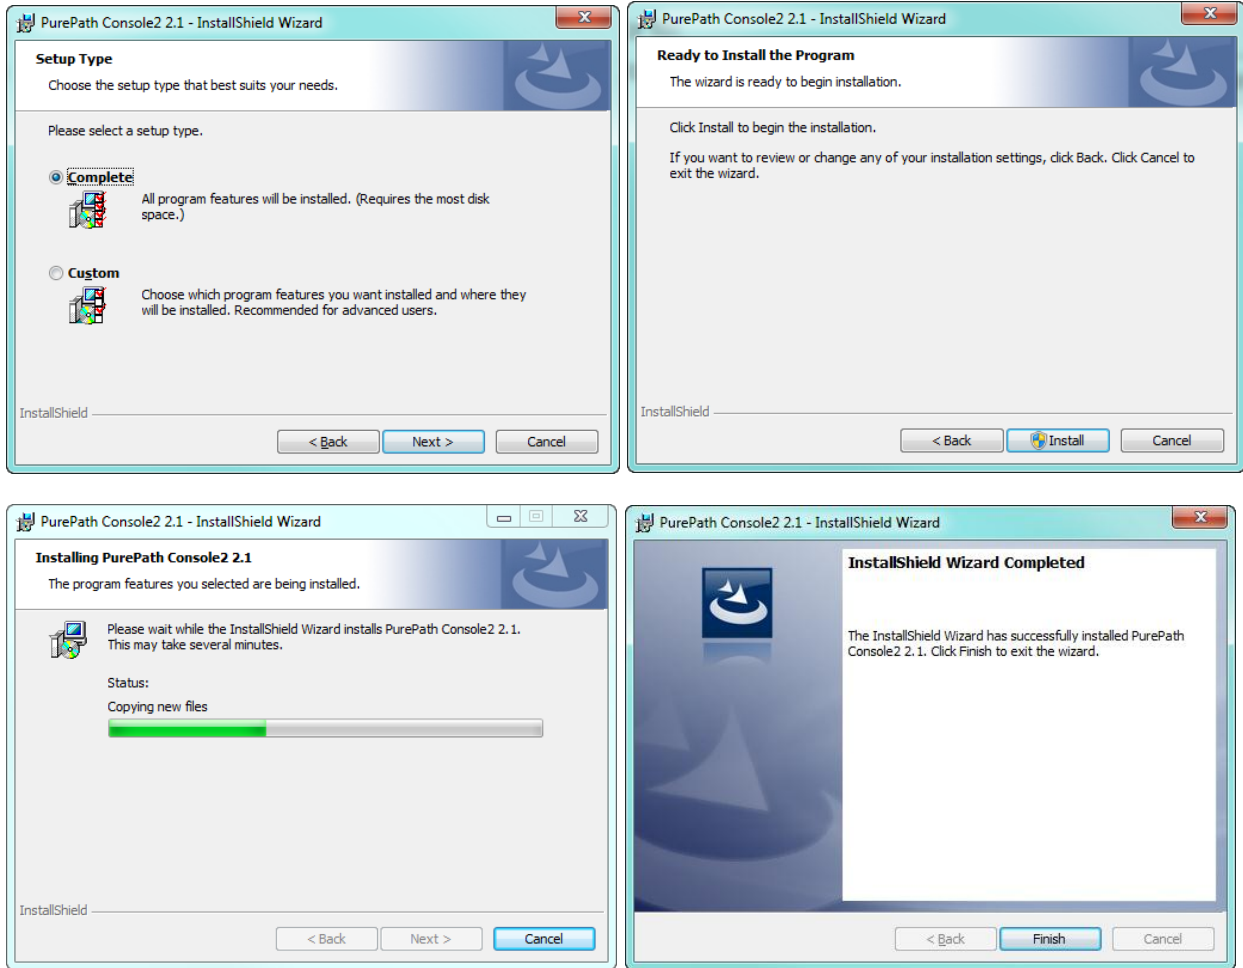 PurePath Console2 2.1 - InstallShield Wizard
Setup Type
Choose the setup type that best suits your needs.
Please select a setup type.
Complete
All program features will be installed. (Requires the most disk
space.)
Custom
Choose which program features you want installed and where they
will be installed. Recommended for advanced users.
InstallShield
< Back Next > Cancel
PurePath Console2 2.1 - InstallShield Wizard
Ready to Install the Program
The wizard is ready to begin installation.
Click Install to begin the installation.
If you want to review or change any of your installation settings, click Back. Click Cancel to
exit the wizard.
InstallShield
< Back Install Cancel
PurePath Console2 2.1 - InstallShield Wizard
Installing PurePath Console2 2.1
The program features you selected are being installed.
Please wait while the InstallShield Wizard installs PurePath Console2 2.1.
This may take several minutes.
Status:
Copying new files
InstallShield
< Back Next > Cancel
PurePath Console2 2.1 - InstallShield Wizard
InstallShield Wizard Completed
The InstallShield Wizard has successfully installed PurePath
Console2 2.1. Click Finish to exit the wizard.
< Back Finish Cancel